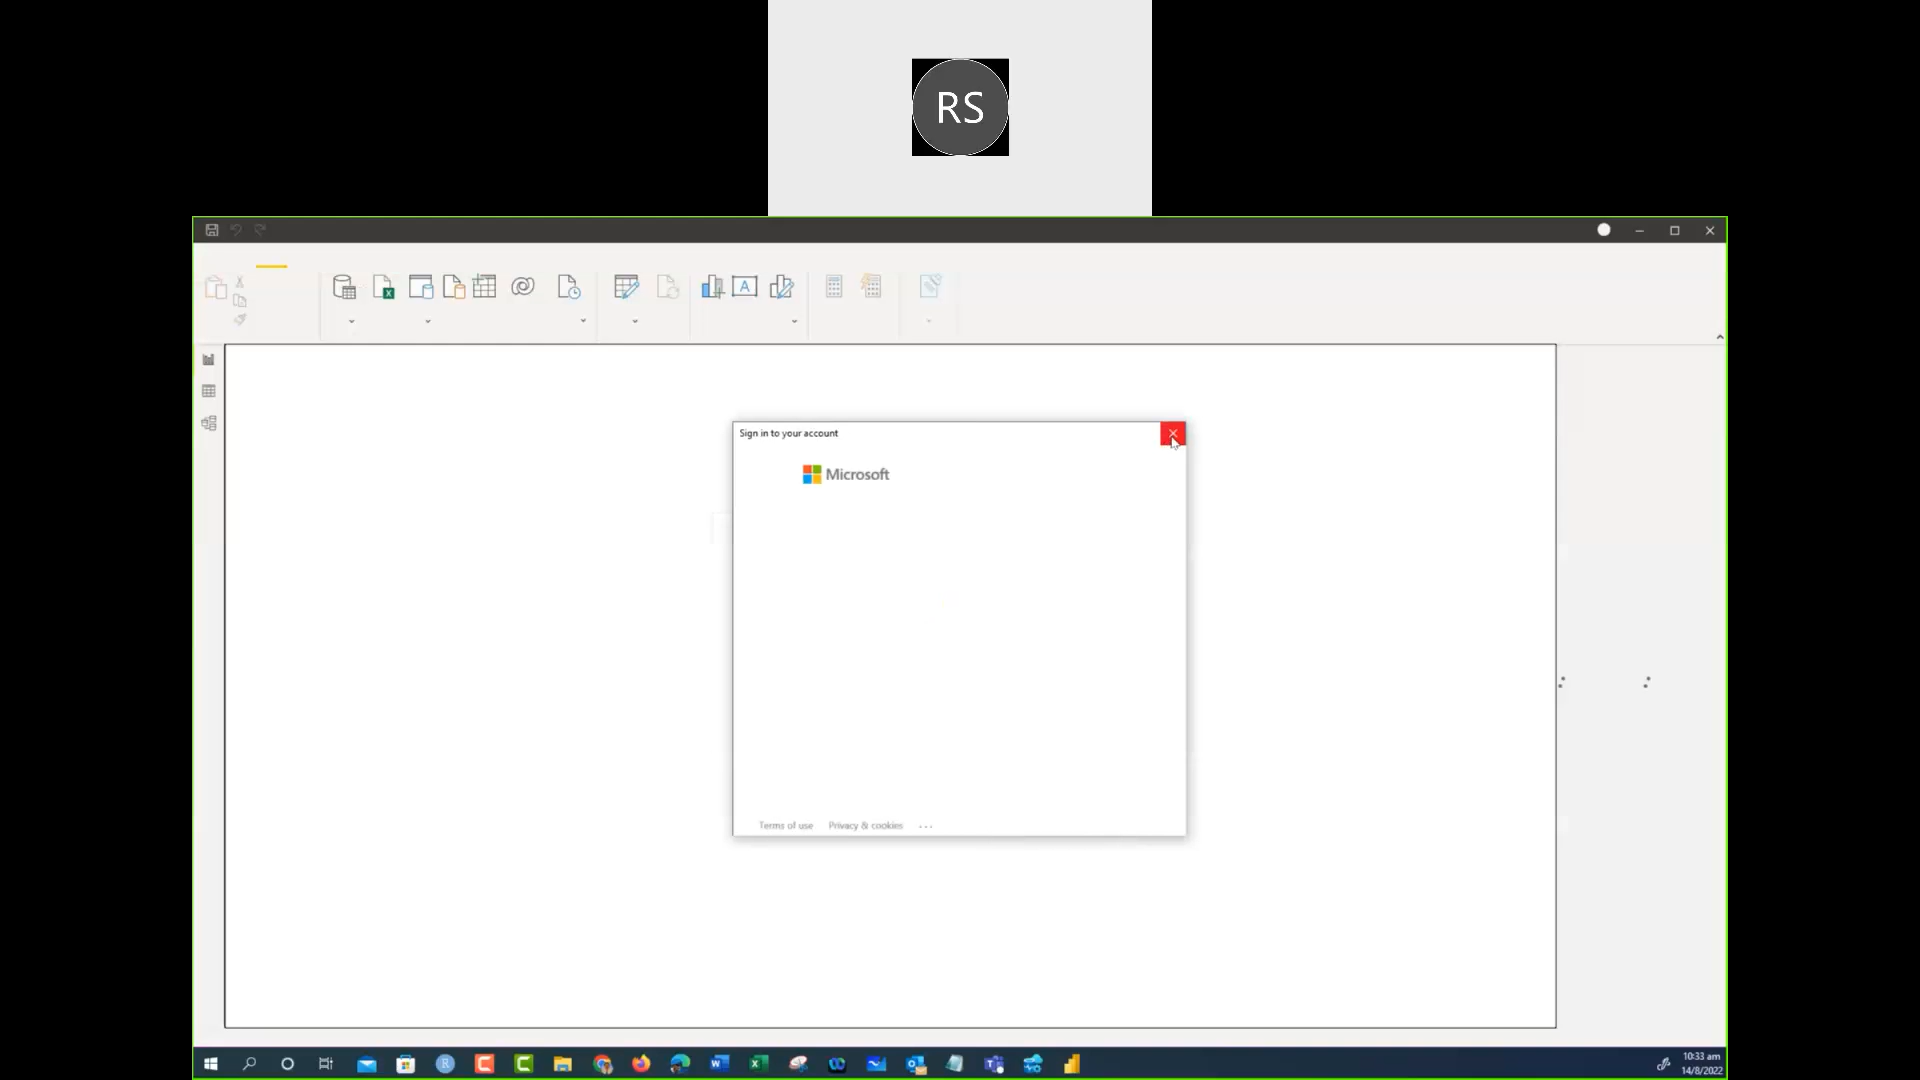 RS
Sign in to your account
Microsoft
Terms of use Privacy & cookies ...
10:33 am
14/8/2022